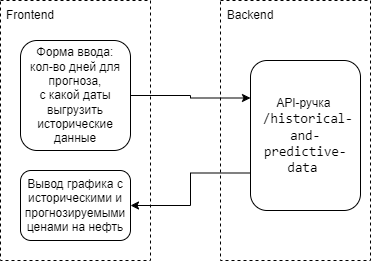 Frontend
Backend
Форма ввода:
кол-во дней для
прогноза,
с какой даты
выгрузить
исторические
данные
API-ручка
/historical-
and-
predictive-
data
Вывод графика с
историческими и
прогнозируемыми
ценами на нефть